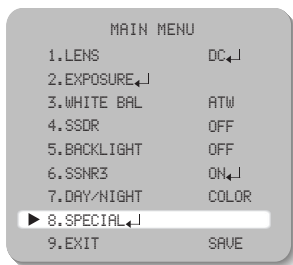 MAIN MENU
1.LENS DC↵
2.EXPOSURE↵
3.WHITE BAL ATW
4.SSDR OFF
5.BACKLIGHT OFF
6.SSNR3 ON↵
7.DAY/NIGHT COLOR
▶ 8.SPECIAL↵
9.EXIT SAVE